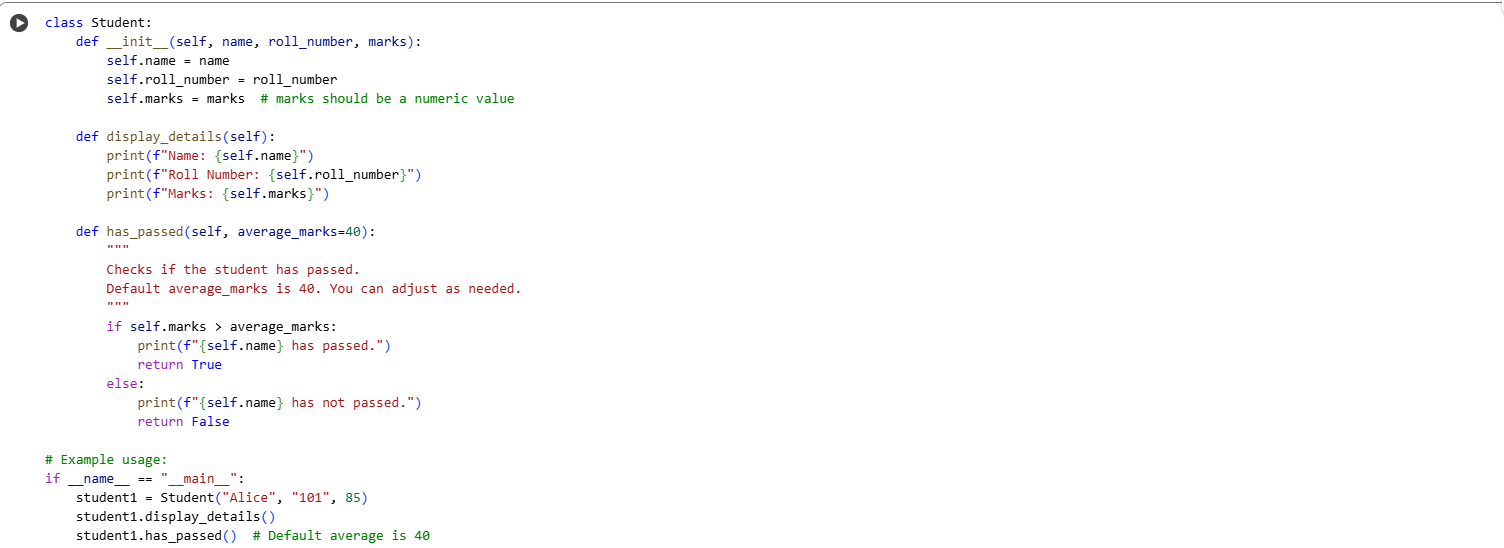 class Student:
    def __init__(self, name, roll_number, marks):
        self.name = name
        self.roll_number = roll_number
        self.marks = marks  # marks should be a numeric value

    def display_details(self):
        print(f"Name: {self.name}")
        print(f"Roll Number: {self.roll_number}")
        print(f"Marks: {self.marks}")

    def has_passed(self, average_marks=40):
        """
        Checks if the student has passed.
        Default average_marks is 40. You can adjust as needed.
        """
        if self.marks > average_marks:
            print(f"{self.name} has passed.")
            return True
        else:
            print(f"{self.name} has not passed.")
            return False

# Example usage:
if __name__ == "__main__":
    student1 = Student("Alice", "101", 85)
    student1.display_details()
    student1.has_passed()  # Default average is 40